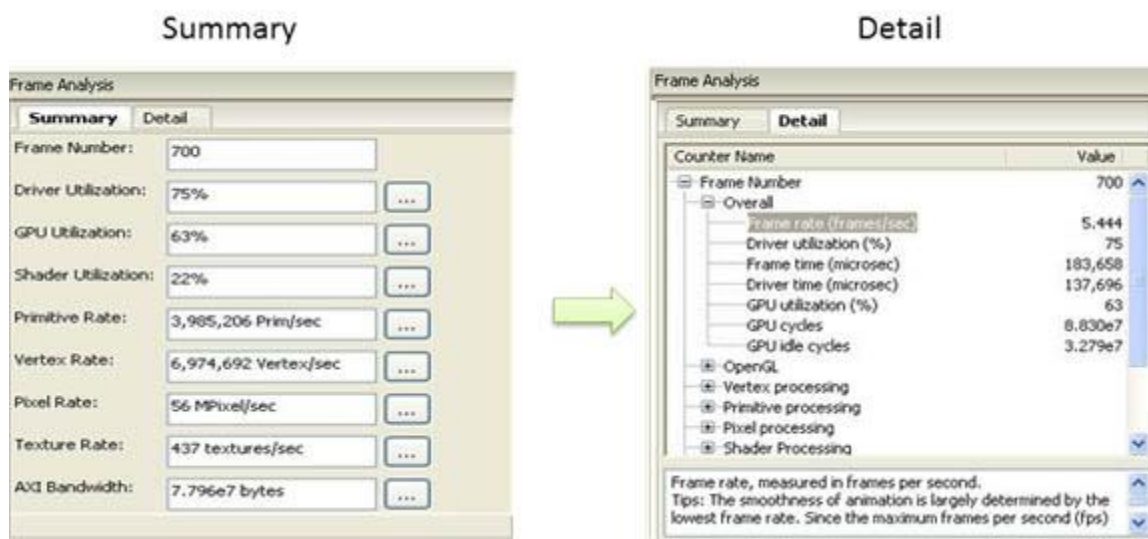 Summary
Detail
Frame Analysis
Summary Detail
Frame Number: 700
Driver Utilization: 75% ...
GPU Utilization: 63% ...
Shader Utilization: 22% ...
Primitive Rate: 3,985,206 Prim/sec ...
Vertex Rate: 6,974,692 Vertex/sec ...
Pixel Rate: 56 MPixel/sec ...
Texture Rate: 437 textures/sec ...
AXI Bandwidth: 7.796e7 bytes ...
Frame Analysis
Summary Detail
Counter Name Value
Frame Number 700
Overall
Frame rate (frames/sec) 5.444
Driver utilization (%) 75
Frame time (microsec) 183,658
Driver time (microsec) 137,696
GPU utilization (%) 63
GPU cycles 8.830e7
GPU idle cycles 3.279e7
OpenGL
Vertex processing
Primitive processing
Pixel processing
Shader Processing
Frame rate, measured in frames per second.
Tips: The smoothness of animation is largely determined by the
lowest frame rate. Since the maximum frames per second (fps)